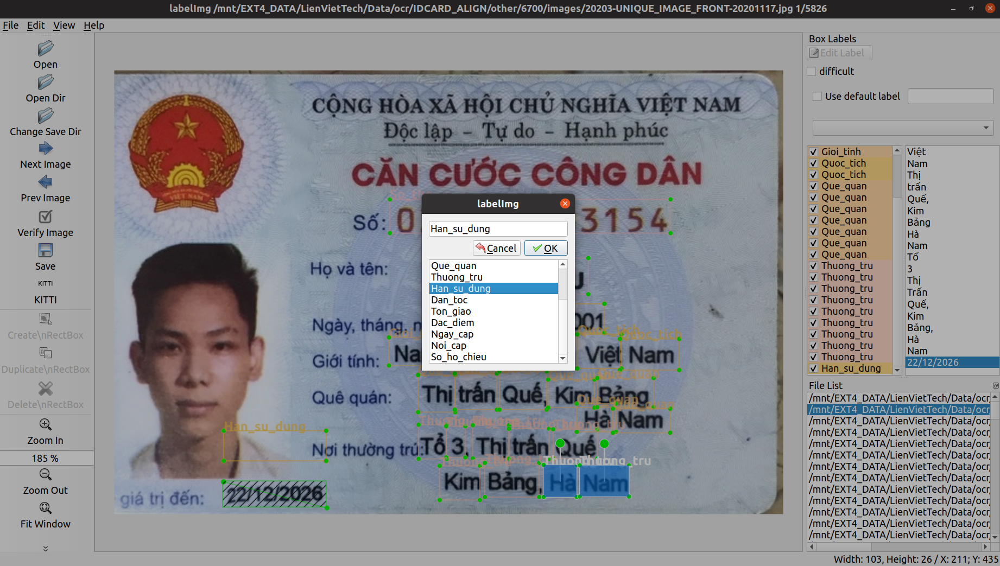 labelImg /mnt/EXT4_DATA/LienVietTech/Data/ocr/IDCARD_ALIGN/other/6700/images/20203-UNIQUE_IMAGE_FRONT-20201117.jpg 1/5826
File Edit View Help
Open
Open Dir
Change Save Dir
Next Image
Prev Image
Verify Image
Save
KITTI
KITTI
Create\nRectBox
Duplicate\nRectBox
Delete\nRectBox
Zoom In
185 %
Zoom Out
Fit Window
CỘNG HÒA XÃ HỘI CHỦ NGHĨA VIỆT NAM
Độc lập – Tự do – Hạnh phúc
VIỆT NAM
CĂN CƯỚC CÔNG DÂN
Số: 0 3154
Họ và tên:
Ngày, tháng, n 001
Quoc_tich
Quoc_tich
Giới tính: Na Việt Nam
Que_quan
Quê quán: Thị trấn Quế, Kim Bảng
Que_quan
Hà Nam
Han_su_dung
Nơi thường trú: Tổ 3, Thị trấn Quế
Thuong_tru
Kim Bảng, Hà Nam
giá trị đến: 22/12/2026
labelImg
Han_su_dung
Cancel OK
Que_quan
Thuong_tru
Han_su_dung
Dan_toc
Ton_giao
Dac_diem
Ngay_cap
Noi_cap
So_ho_chieu
Box Labels
Edit Label
difficult
Use default label
Gioi_tinh
Quoc_tich
Quoc_tich
Que_quan
Que_quan
Que_quan
Que_quan
Que_quan
Que_quan
Que_quan
Thuong_tru
Thuong_tru
Thuong_tru
Thuong_tru
Thuong_tru
Thuong_tru
Thuong_tru
Thuong_tru
Thuong_tru
Han_su_dung
Việt
Nam
Thị
trấn
Quế,
Kim
Bảng
Hà
Nam
Tổ
3
Thị
Trấn
Quế,
Kim
Bảng,
Hà
Nam
22/12/2026
File List
/mnt/EXT4_DATA/LienVietTech/Data/ocr/
/mnt/EXT4_DATA/LienVietTech/Data/ocr/
/mnt/EXT4_DATA/LienVietTech/Data/ocr/
/mnt/EXT4_DATA/LienVietTech/Data/ocr/
/mnt/EXT4_DATA/LienVietTech/Data/ocr/
/mnt/EXT4_DATA/LienVietTech/Data/ocr/
/mnt/EXT4_DATA/LienVietTech/Data/ocr/
/mnt/EXT4_DATA/LienVietTech/Data/ocr/
/mnt/EXT4_DATA/LienVietTech/Data/ocr/
/mnt/EXT4_DATA/LienVietTech/Data/ocr/
/mnt/EXT4_DATA/LienVietTech/Data/ocr/
/mnt/EXT4_DATA/LienVietTech/Data/ocr/
/mnt/EXT4_DATA/LienVietTech/Data/ocr/
Width: 103, Height: 26 / X: 211; Y: 435